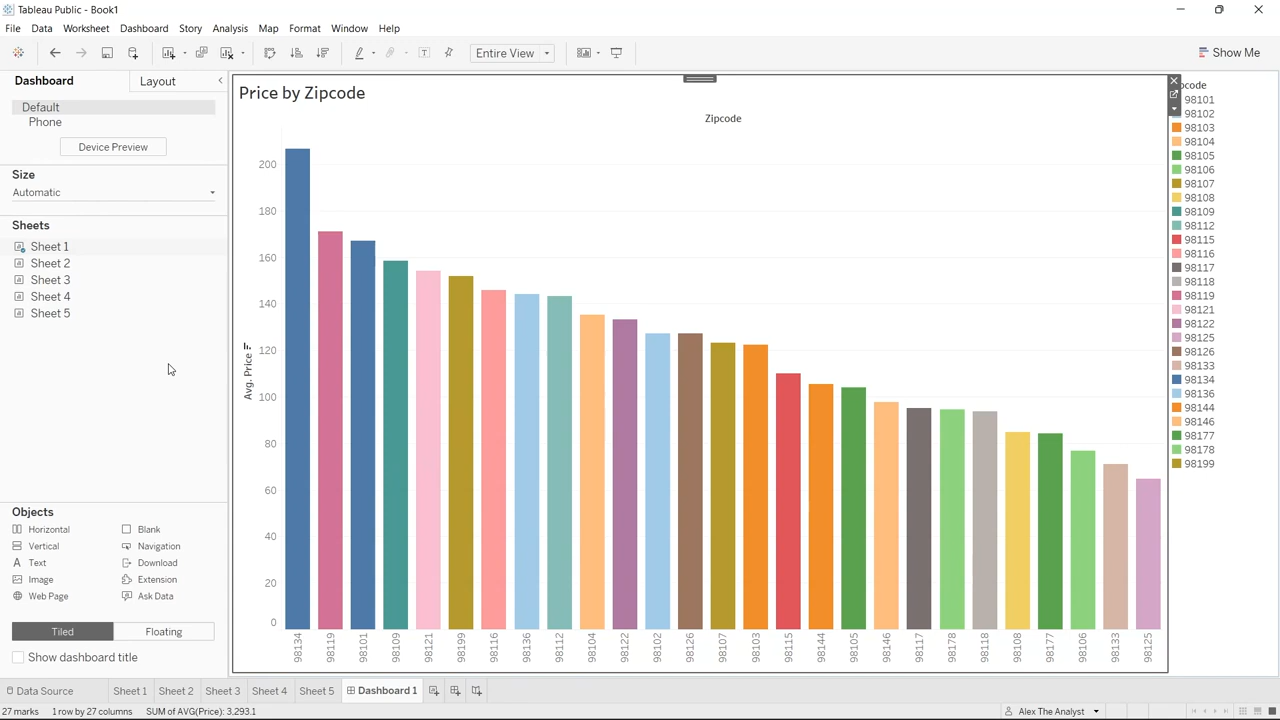 Tableau Public - Book1
File Data Worksheet Dashboard Story Analysis Map Format Window Help
Entire View
Show Me
Dashboard Layout
Default
Phone
Device Preview
Size
Automatic
Sheets
Sheet 1
Sheet 2
Sheet 3
Sheet 4
Sheet 5
Objects
Horizontal Blank
Vertical Navigation
Text Download
Image Extension
Web Page Ask Data
Tiled Floating
Show dashboard title
Price by Zipcode
Zipcode
Avg. Price
200
180
160
140
120
100
80
60
40
20
0
98134 98119 98101 98109 98121 98199 98116 98136 98112 98104 98122 98102 98126 98107 98103 98115 98144 98105 98146 98117 98178 98118 98108 98177 98106 98133 98125
pcode
98101
98102
98103
98104
98105
98106
98107
98108
98109
98112
98115
98116
98117
98118
98119
98121
98122
98125
98126
98133
98134
98136
98144
98146
98177
98178
98199
Data Source Sheet 1 Sheet 2 Sheet 3 Sheet 4 Sheet 5 Dashboard 1
27 marks 1 row by 27 columns SUM of AVG(Price): 3,293.1 Alex The Analyst